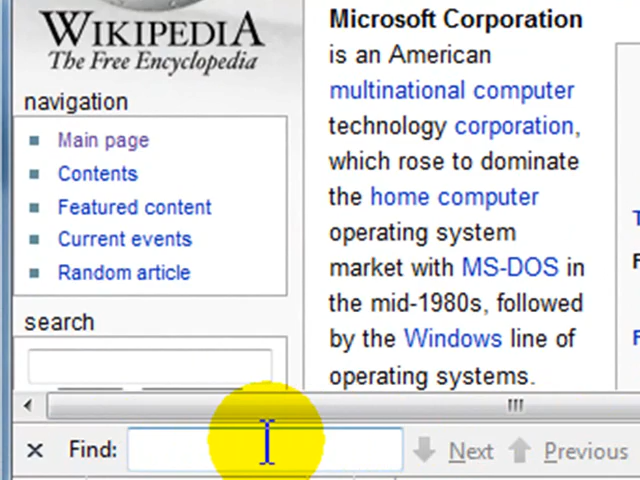 WIKIPEDIA
The Free Encyclopedia
navigation
Main page
Contents
Featured content
Current events
Random article
search
Microsoft Corporation
is an American
multinational computer
technology corporation,
which rose to dominate
the home computer
operating system
market with MS-DOS in
the mid-1980s, followed
by the Windows line of
operating systems.
Find: Next Previous